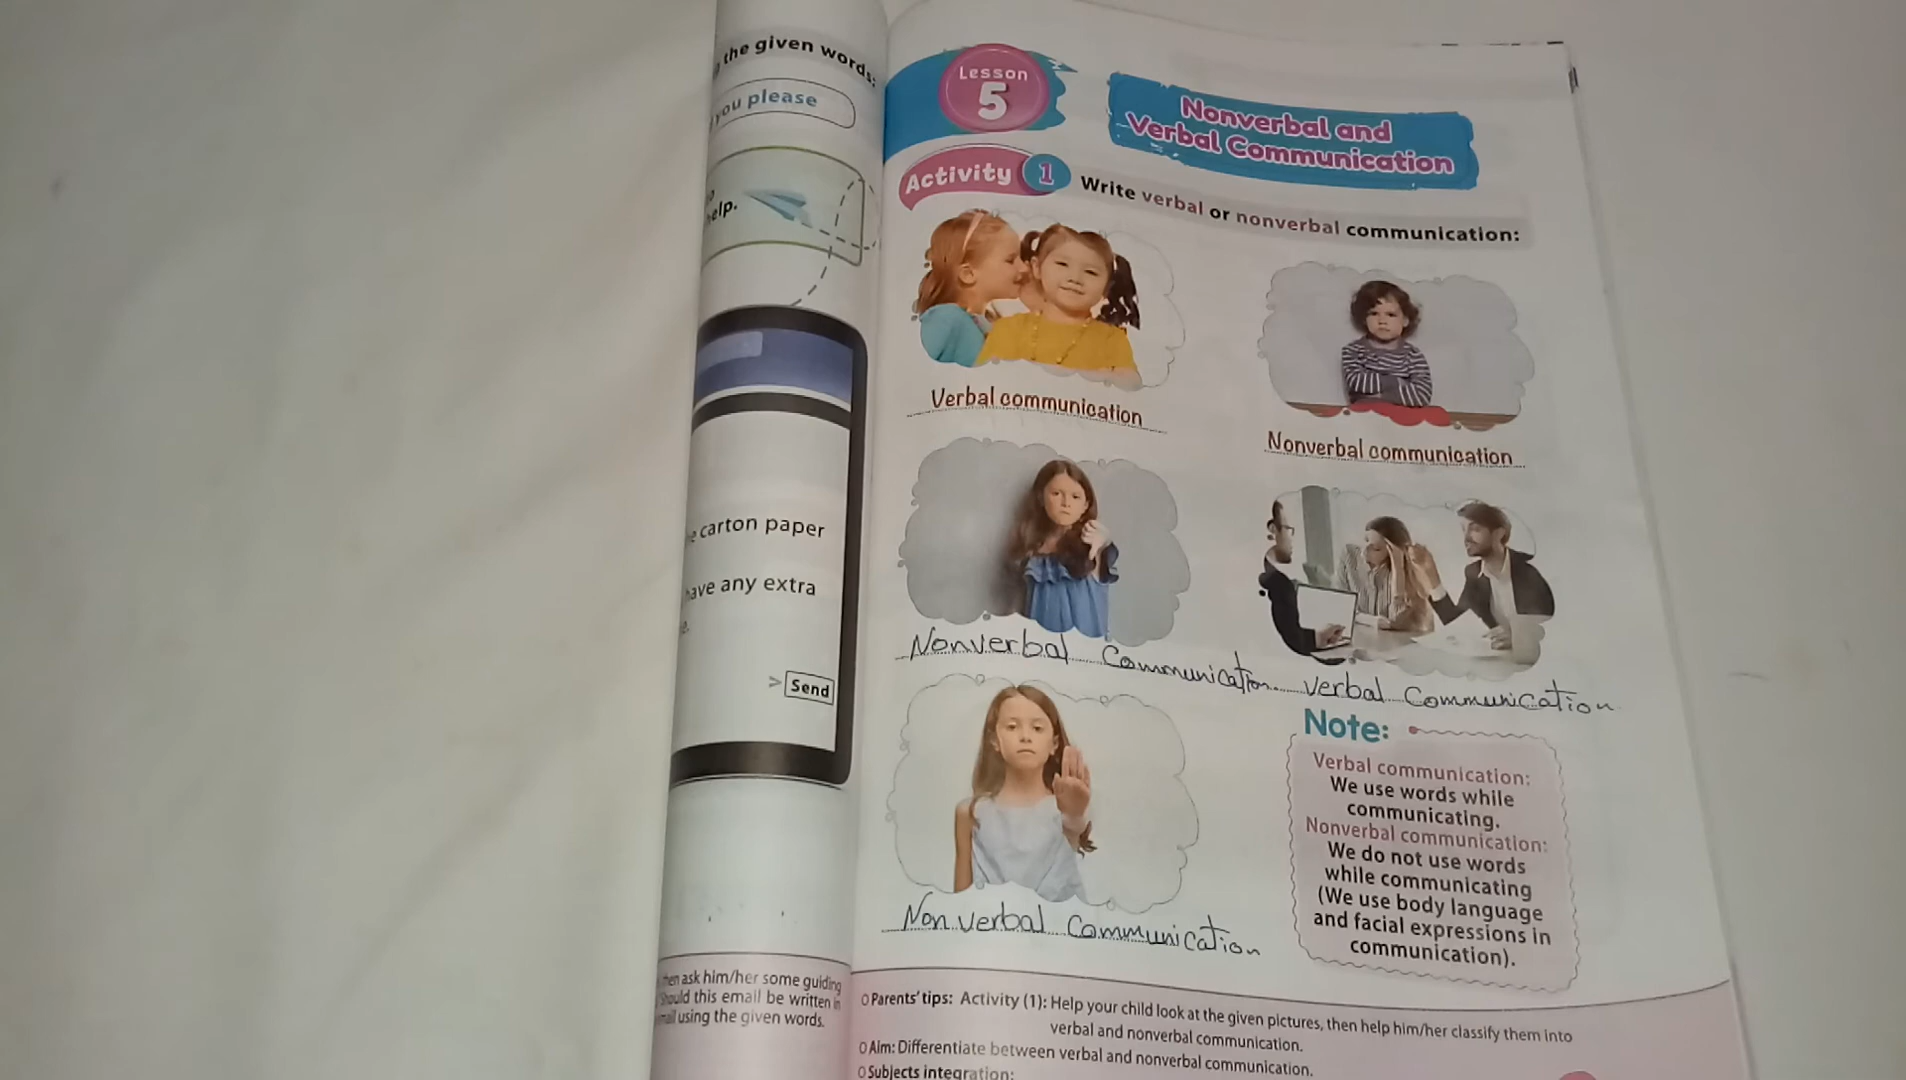 the given words:
you please
help.
carton paper
have any extra
> Send
then ask him/her some guiding
Should this email be written in
using the given words.
Lesson
5
Nonverbal and
Verbal Communication
Activity 1 Write verbal or nonverbal communication:
Verbal communication
Nonverbal communication
Nonverbal Communication
verbal Communication
Nonverbal Communication
Note:
Verbal communication:
We use words while
communicating.
Nonverbal communication:
We do not use words
while communicating
(We use body language
and facial expressions in
communication).
Parents' tips: Activity (1): Help your child look at the given pictures, then help him/her classify them into
verbal and nonverbal communication.
Aim: Differentiate between verbal and nonverbal communication.
Subjects integration: